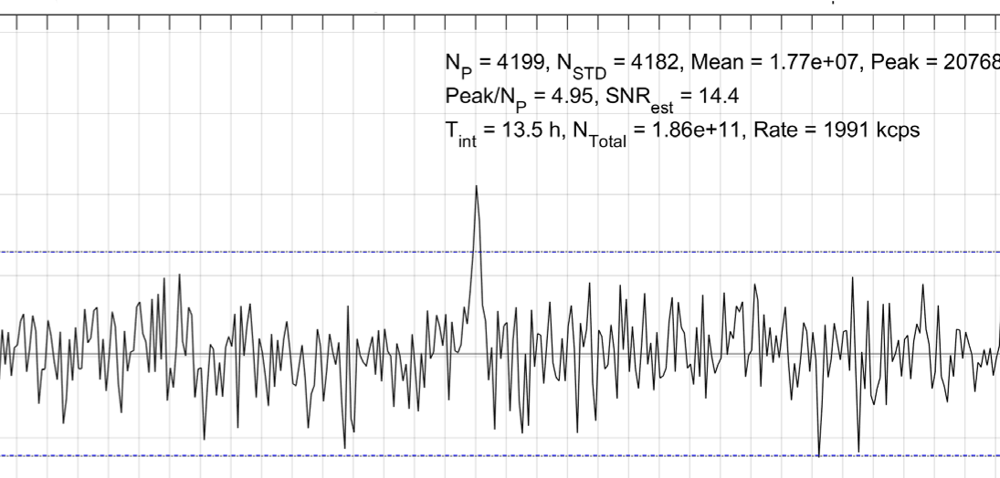 N_P = 4199, N_STD = 4182, Mean = 1.77e+07, Peak = 20768
Peak/N_P = 4.95, SNR_est = 14.4
T_int = 13.5 h, N_Total = 1.86e+11, Rate = 1991 kcps